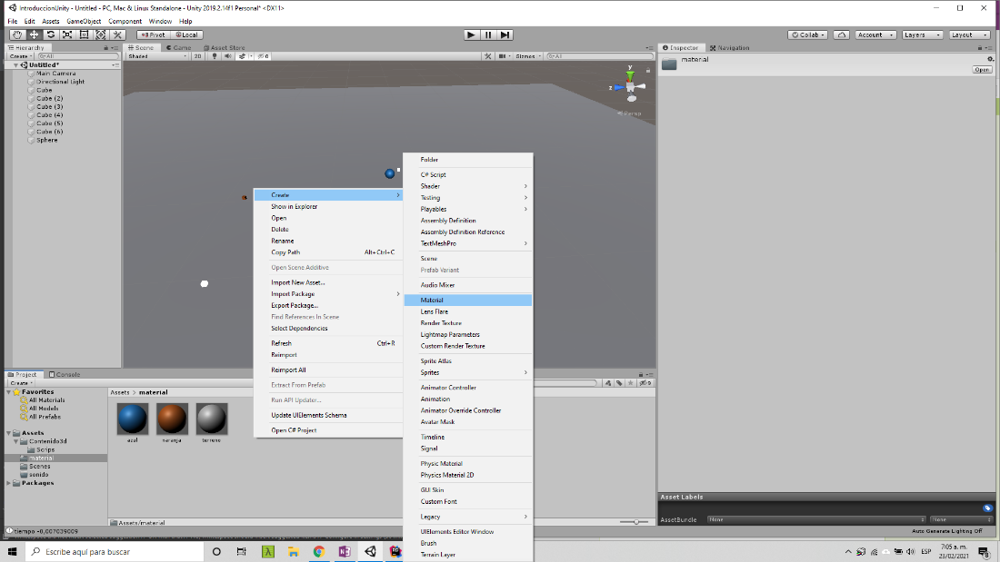 IntroduccionUnity - Untitled - PC, Mac & Linux Standalone - Unity 2019.2.14f1 Personal* <DX11>
File Edit Assets GameObject Component Window Help
Pivot Local Collab Account Layers Layout
Hierarchy Scene Game Asset Store Inspector Navigation
Create All Shaded 2D 0 Gizmos All
material
Open
Untitled*
Main Camera
Directional Light
Cube
Cube (2)
Cube (3)
Cube (4)
Cube (5)
Cube (6)
Sphere
y
z
Persp
Create
Show in Explorer
Open
Delete
Rename
Copy Path Alt+Ctrl+C
Open Scene Additive
Import New Asset...
Import Package
Export Package...
Find References In Scene
Select Dependencies
Refresh Ctrl+R
Reimport
Reimport All
Extract From Prefab
Run API Updater...
Update UIElements Schema
Open C# Project
Folder
C# Script
Shader
Testing
Playables
Assembly Definition
Assembly Definition Reference
TextMeshPro
Scene
Prefab Variant
Audio Mixer
Material
Lens Flare
Render Texture
Lightmap Parameters
Custom Render Texture
Sprite Atlas
Sprites
Animator Controller
Animation
Animator Override Controller
Avatar Mask
Timeline
Signal
Physic Material
Physics Material 2D
GUI Skin
Custom Font
Legacy
UIElements Editor Window
Brush
Terrain Layer
Project Console
Create
Favorites
All Materials
All Models
All Prefabs
Assets
Contenido3d
Scrips
material
Scenes
sonido
Packages
Assets > material
azul naranja terreno
Assets/material
Asset Labels
AssetBundle None None
tiempo -0.007039009
Auto Generate Lighting Off
Escribe aquí para buscar
ESP
7:05 a. m.
23/02/2021